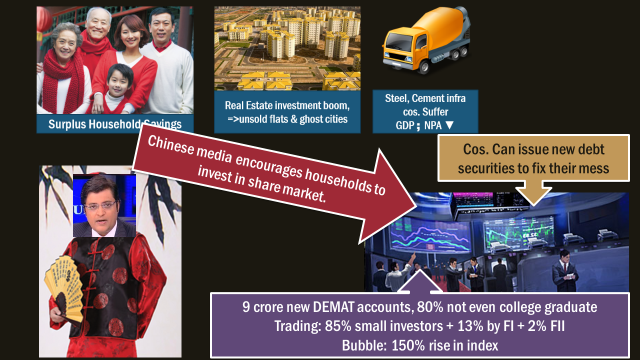 Surplus Household Savings
Real Estate investment boom,
=>unsold flats & ghost cities
Steel, Cement infra
cos. Suffer
GDP ; NPA ▼
Chinese media encourages households to
invest in share market.
Cos. Can issue new debt
securities to fix their mess
9 crore new DEMAT accounts, 80% not even college graduate
Trading: 85% small investors + 13% by FI + 2% FII
Bubble: 150% rise in index